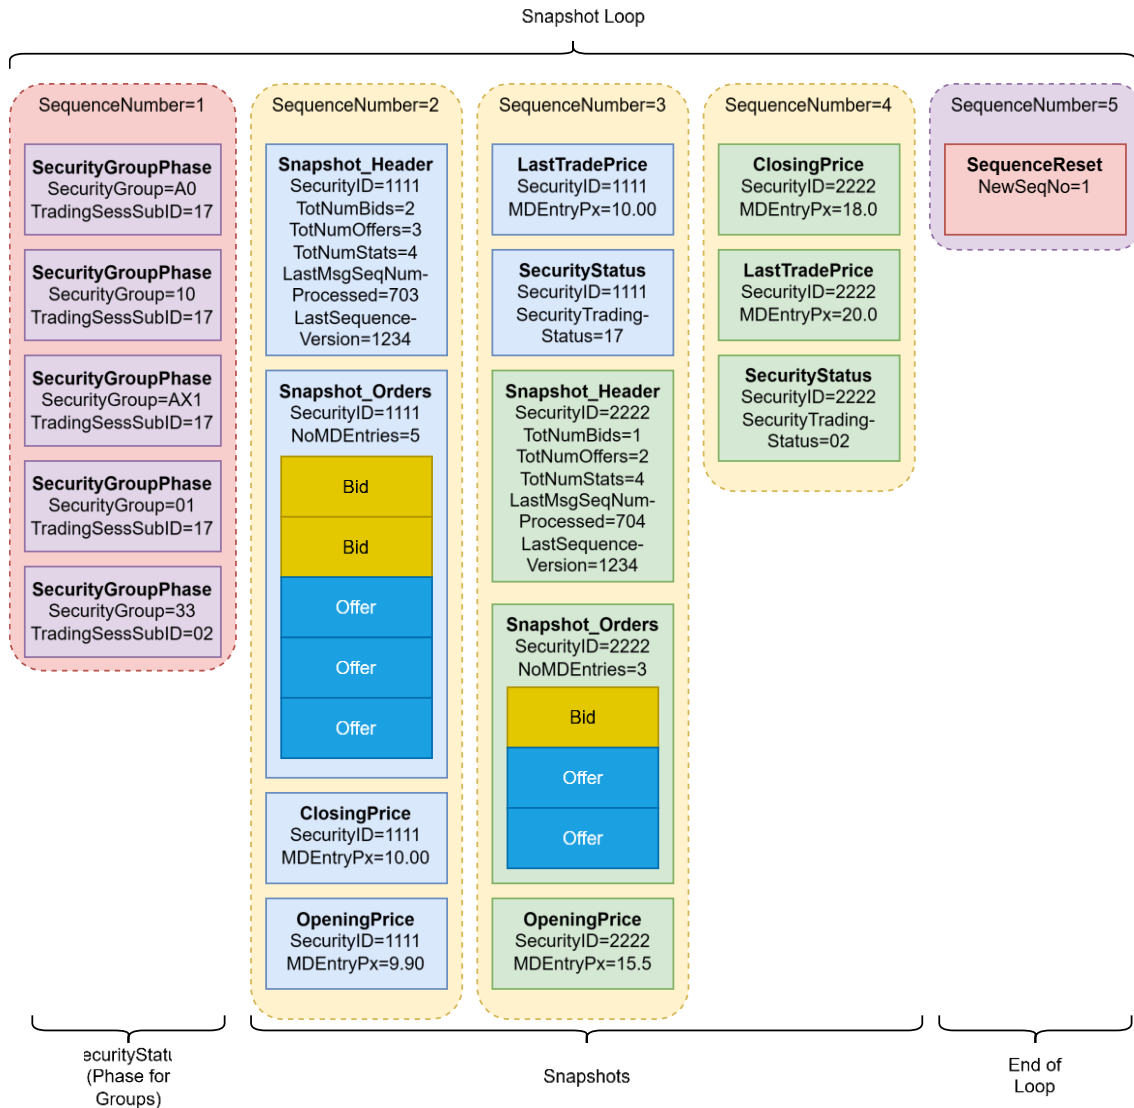 Snapshot Loop
SequenceNumber=1
SecurityGroupPhase
SecurityGroup=A0
TradingSessSubID=17
SecurityGroupPhase
SecurityGroup=10
TradingSessSubID=17
SecurityGroupPhase
SecurityGroup=AX1
TradingSessSubID=17
SecurityGroupPhase
SecurityGroup=01
TradingSessSubID=17
SecurityGroupPhase
SecurityGroup=33
TradingSessSubID=02
SequenceNumber=2
Snapshot_Header
SecurityID=1111
TotNumBids=2
TotNumOffers=3
TotNumStats=4
LastMsgSeqNum-
Processed=703
LastSequence-
Version=1234
Snapshot_Orders
SecurityID=1111
NoMDEntries=5
Bid
Bid
Offer
Offer
Offer
ClosingPrice
SecurityID=1111
MDEntryPx=10.00
OpeningPrice
SecurityID=1111
MDEntryPx=9.90
SequenceNumber=3
LastTradePrice
SecurityID=1111
MDEntryPx=10.00
SecurityStatus
SecurityID=1111
SecurityTrading-
Status=17
Snapshot_Header
SecurityID=2222
TotNumBids=1
TotNumOffers=2
TotNumStats=4
LastMsgSeqNum-
Processed=704
LastSequence-
Version=1234
Snapshot_Orders
SecurityID=2222
NoMDEntries=3
Bid
Offer
Offer
OpeningPrice
SecurityID=2222
MDEntryPx=15.5
SequenceNumber=4
ClosingPrice
SecurityID=2222
MDEntryPx=18.0
LastTradePrice
SecurityID=2222
MDEntryPx=20.0
SecurityStatus
SecurityID=2222
SecurityTrading-
Status=02
SequenceNumber=5
SequenceReset
NewSeqNo=1
(Phase for
Groups)
Snapshots
End of
Loop